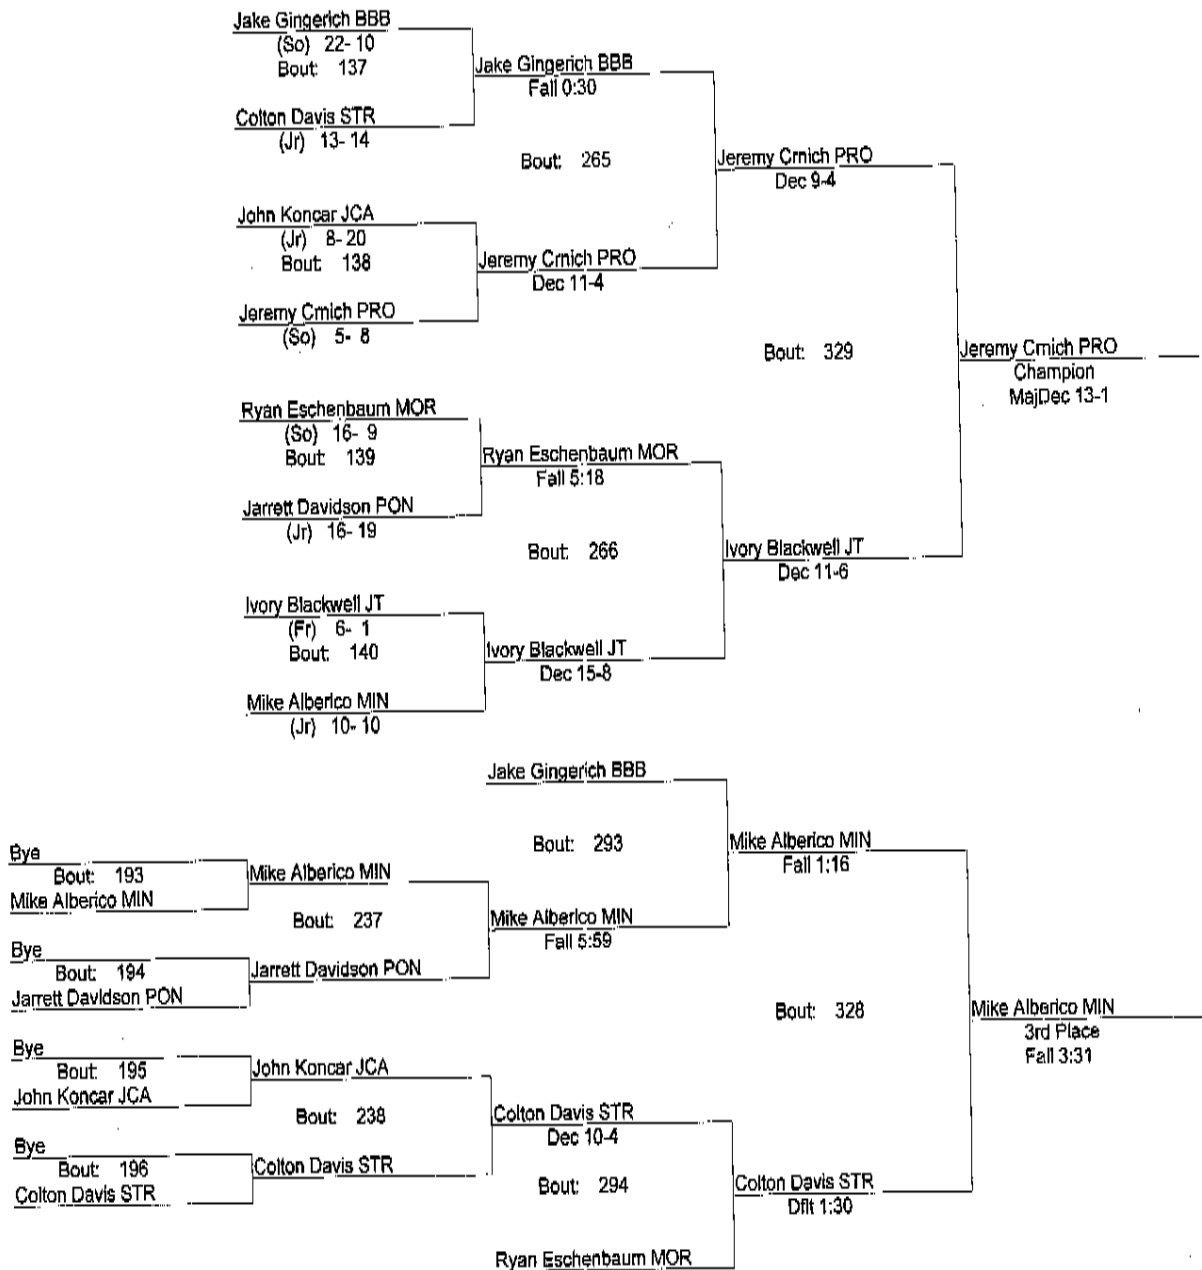 Jake Gingerich BBB
(So) 22- 10
Bout: 137
Jake Gingerich BBB
Fall 0:30
Colton Davis STR
(Jr) 13- 14
Bout: 265
Jeremy Crnich PRO
Dec 9-4
John Koncar JCA
(Jr) 8- 20
Bout: 138
Jeremy Crnich PRO
Dec 11-4
Jeremy Crnich PRO
(So) 5- 8
Bout: 329
Jeremy Crnich PRO
Champion
MajDec 13-1
Ryan Eschenbaum MOR
(So) 16- 9
Bout: 139
Ryan Eschenbaum MOR
Fall 5:18
Jarrett Davidson PON
(Jr) 16- 19
Bout: 266
Ivory Blackwell JT
Dec 11-6
Ivory Blackwell JT
(Fr) 6- 1
Bout: 140
Ivory Blackwell JT
Dec 15-8
Mike Alberico MIN
(Jr) 10- 10
Jake Gingerich BBB
Bout: 293
Mike Alberico MIN
Fall 1:16
Bye
Bout: 193
Mike Alberico MIN
Mike Alberico MIN
Bout: 237
Mike Alberico MIN
Fall 5:59
Bye
Bout: 194
Jarrett Davidson PON
Jarrett Davidson PON
Bout: 328
Mike Alberico MIN
3rd Place
Fall 3:31
Bye
Bout: 195
John Koncar JCA
John Koncar JCA
Bout: 238
Colton Davis STR
Dec 10-4
Bye
Bout: 196
Colton Davis STR
Colton Davis STR
Bout: 294
Colton Davis STR
Dflt 1:30
Ryan Eschenbaum MOR